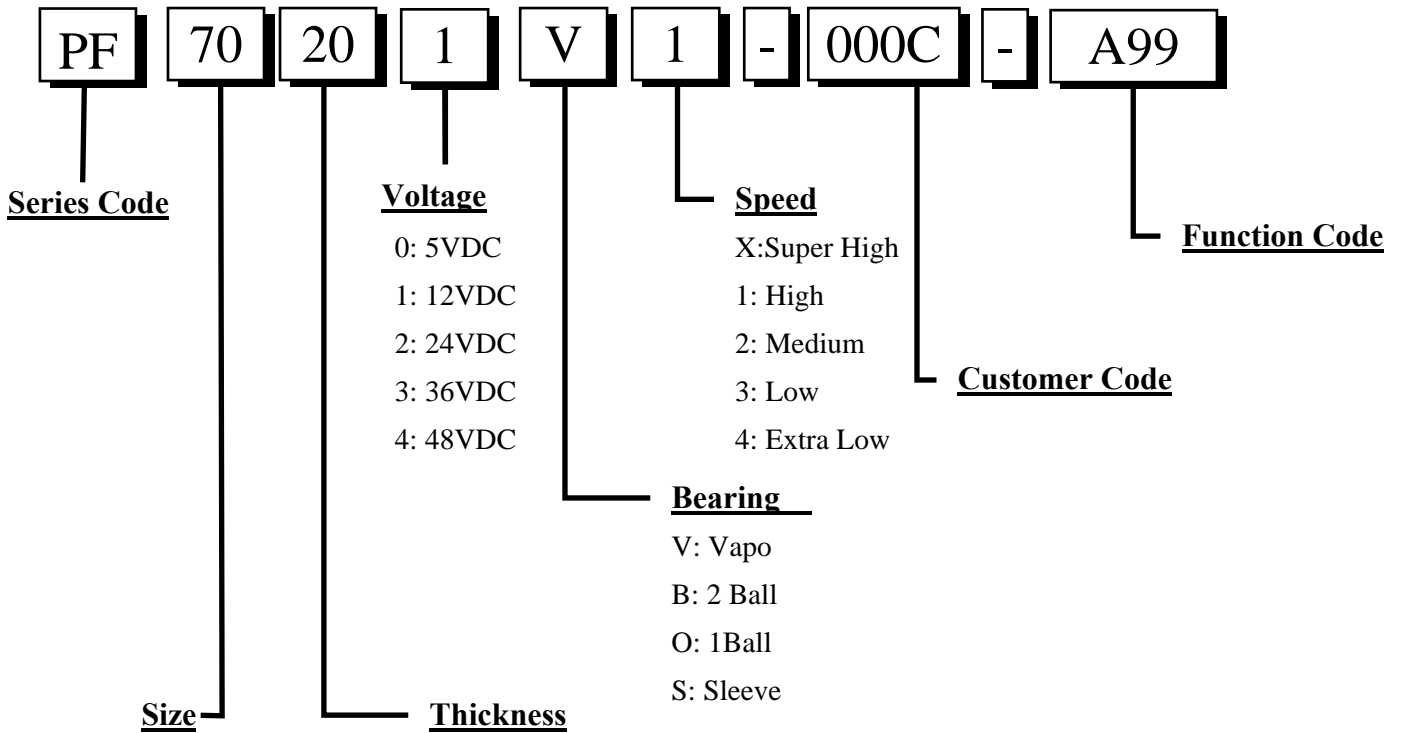 PF 70 20 1 V 1 - 000C - A99
Series Code
Voltage
0: 5VDC
1: 12VDC
2: 24VDC
3: 36VDC
4: 48VDC
Speed
X:Super High
1: High
2: Medium
3: Low
4: Extra Low
Function Code
Customer Code
Bearing
V: Vapo
B: 2 Ball
O: 1Ball
S: Sleeve
Size
Thickness